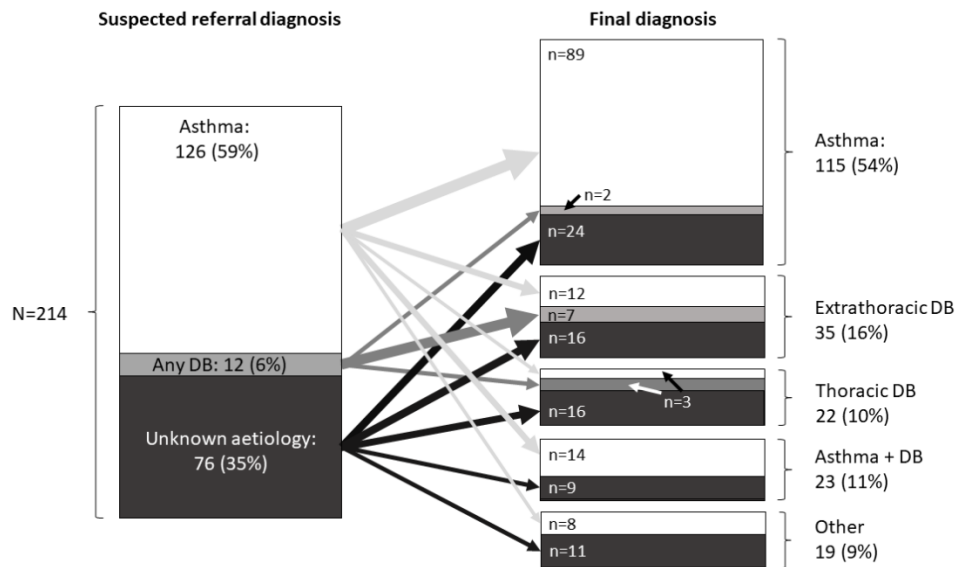 Suspected referral diagnosis
Final diagnosis
N=214
Asthma:
126 (59%)
Any DB: 12 (6%)
Unknown aetiology:
76 (35%)
n=89
n=2
n=24
Asthma:
115 (54%)
n=12
n=7
n=16
Extrathoracic DB
35 (16%)
n=3
n=16
Thoracic DB
22 (10%)
n=14
n=9
Asthma + DB
23 (11%)
n=8
n=11
Other
19 (9%)